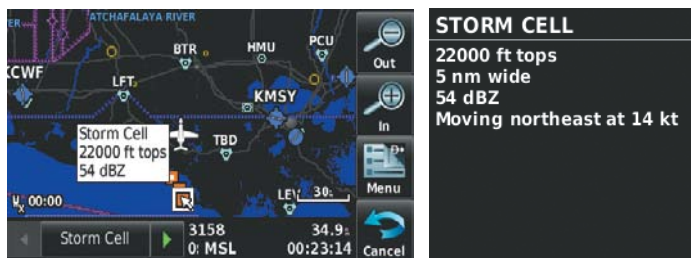 ER
ATCHAFALAYA RIVER
BTR
HMU
PCU
Out
KCWF
LFT
KMSY
In
Storm Cell
22000 ft tops
54 dBZ
TBD
Menu
00:00
LEV
30
Storm Cell
3158
34.9
0: MSL
00:23:14
Cancel
STORM CELL
22000 ft tops
5 nm wide
54 dBZ
Moving northeast at 14 kt